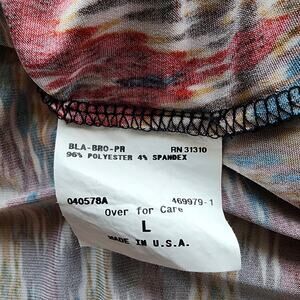 BLA-BRO-PR RN 31310
96% POLYESTER 4% SPANDEX
040578A 469979-1
Over for Care
L
MADE IN U.S.A.